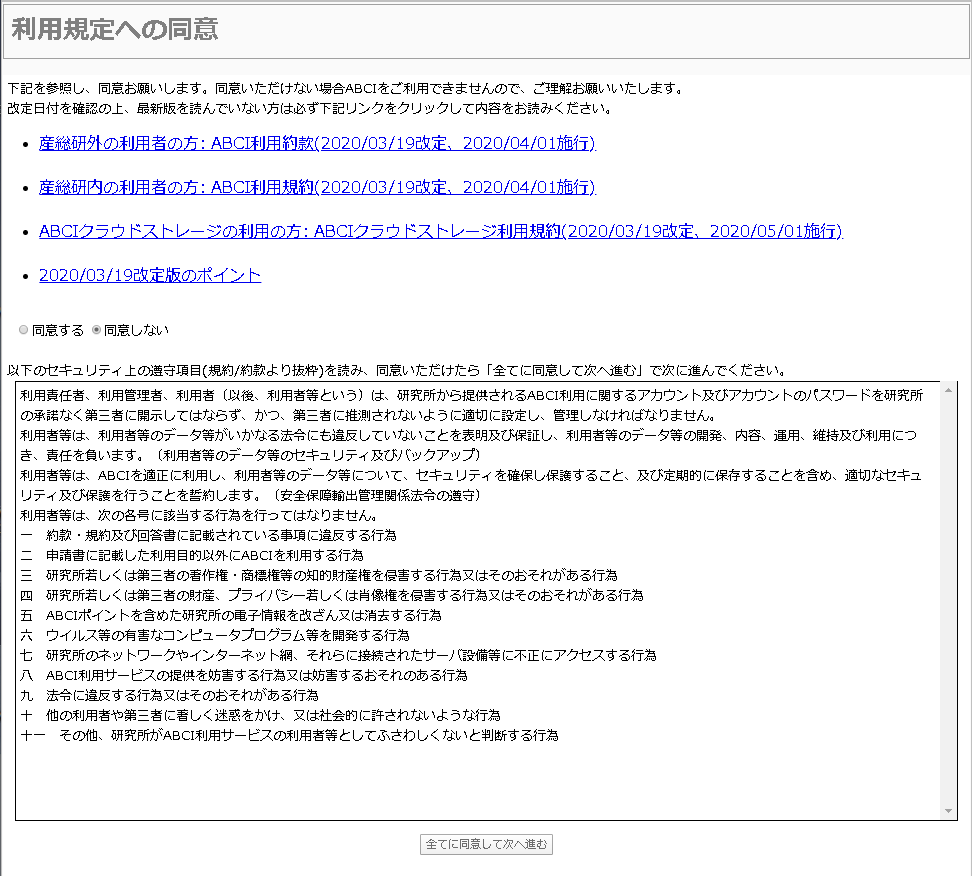 利用規定への同意
下記を参照し、同意お願いします。同意いただけない場合ABCIをご利用できませんので、ご理解お願いいたします。
改定日付を確認の上、最新版を読んでいない方は必ず下記リンクをクリックして内容をお読みください。
• 産総研外の利用者の方: ABCI利用約款(2020/03/19改定、2020/04/01施行)
• 産総研内の利用者の方: ABCI利用規約(2020/03/19改定、2020/04/01施行)
• ABCIクラウドストレージの利用の方: ABCIクラウドストレージ利用規約(2020/03/19改定、2020/05/01施行)
• 2020/03/19改定版のポイント
同意する 同意しない
以下のセキュリティ上の遵守項目(規約/約款より抜粋)を読み、同意いただけたら「全てに同意して次へ進む」で次に進んでください。
利用責任者、利用管理者、利用者（以後、利用者等という）は、研究所から提供されるABCI利用に関するアカウント及びアカウントのパスワードを研究所
の承諾なく第三者に開示してはならず、かつ、第三者に推測されないように適切に設定し、管理しなければなりません。
利用者等は、利用者等のデータ等がいかなる法令にも違反していないことを表明及び保証し、利用者等のデータ等の開発、内容、運用、維持及び利用につ
き、責任を負います。（利用者等のデータ等のセキュリティ及びバックアップ）
利用者等は、ABCIを適正に利用し、利用者等のデータ等について、セキュリティを確保し保護すること、及び定期的に保存することを含め、適切なセキュ
リティ及び保護を行うことを誓約します。（安全保障輸出管理関係法令の遵守）
利用者等は、次の各号に該当する行為を行ってはなりません。
一　約款・規約及び回答書に記載されている事項に違反する行為
二　申請書に記載した利用目的以外にABCIを利用する行為
三　研究所若しくは第三者の著作権・商標権等の知的財産権を侵害する行為又はそのおそれがある行為
四　研究所若しくは第三者の財産、プライバシー若しくは肖像権を侵害する行為又はそのおそれがある行為
五　ABCIポイントを含めた研究所の電子情報を改ざん又は消去する行為
六　ウイルス等の有害なコンピュータプログラム等を開発する行為
七　研究所のネットワークやインターネット網、それらに接続されたサーバ設備等に不正にアクセスする行為
八　ABCI利用サービスの提供を妨害する行為又は妨害するおそれのある行為
九　法令に違反する行為又はそのおそれがある行為
十　他の利用者や第三者に著しく迷惑をかけ、又は社会的に許されないような行為
十一　その他、研究所がABCI利用サービスの利用者等としてふさわしくないと判断する行為
全てに同意して次へ進む